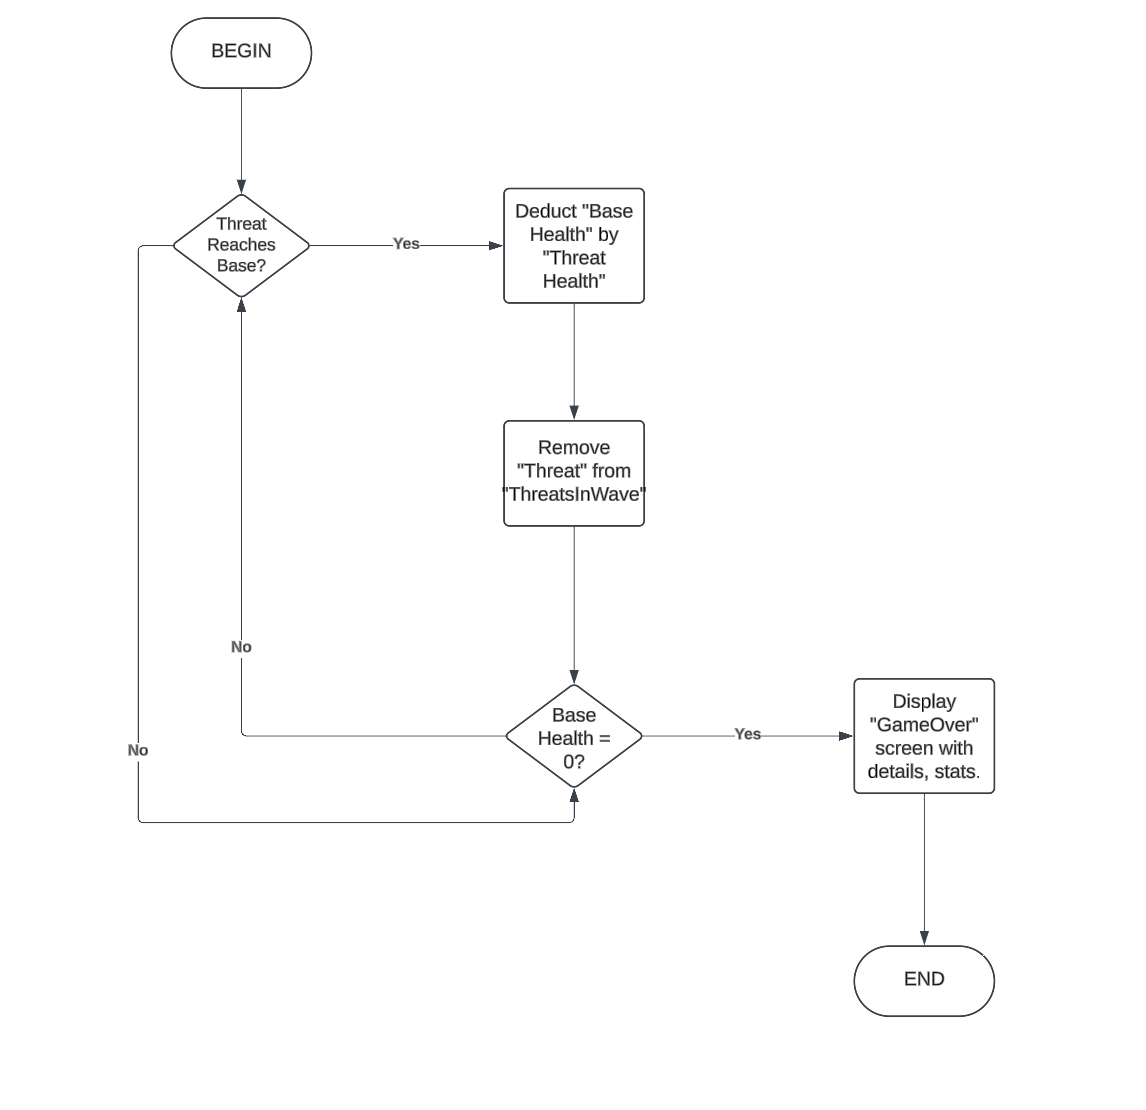 BEGIN
Threat
Reaches
Base?
Yes
Deduct "Base
Health" by
"Threat
Health"
Remove
"Threat" from
"ThreatsInWave"
No
No
Base
Health =
0?
Yes
Display
"GameOver"
screen with
details, stats.
END